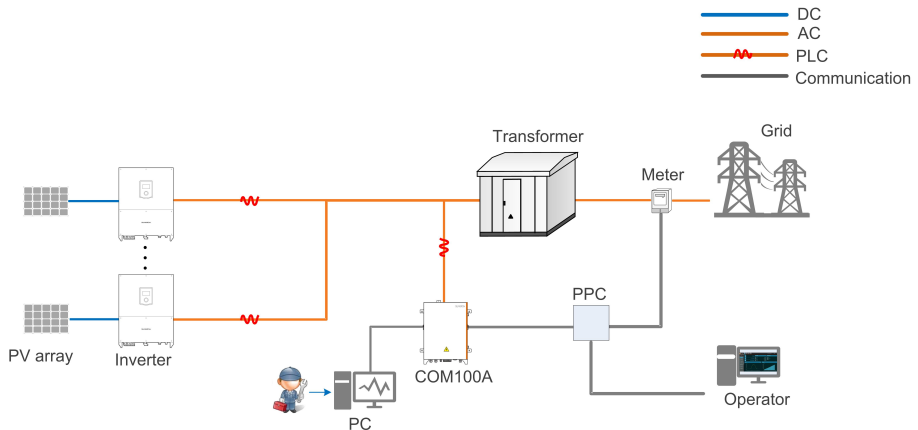 DC
AC
PLC
Communication
Transformer
Grid
Meter
PPC
PV array
Inverter
COM100A
PC
Operator